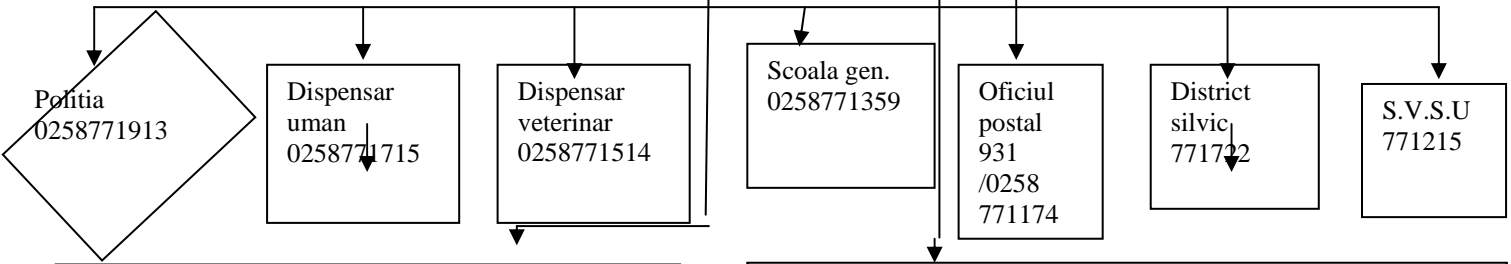 Politia
0258771913
Dispensar
uman
0258771715
Dispensar
veterinar
0258771514
Scoala gen.
0258771359
Oficiul
postal
931
/0258
771174
District
silvic
771722
S.V.S.U
771215